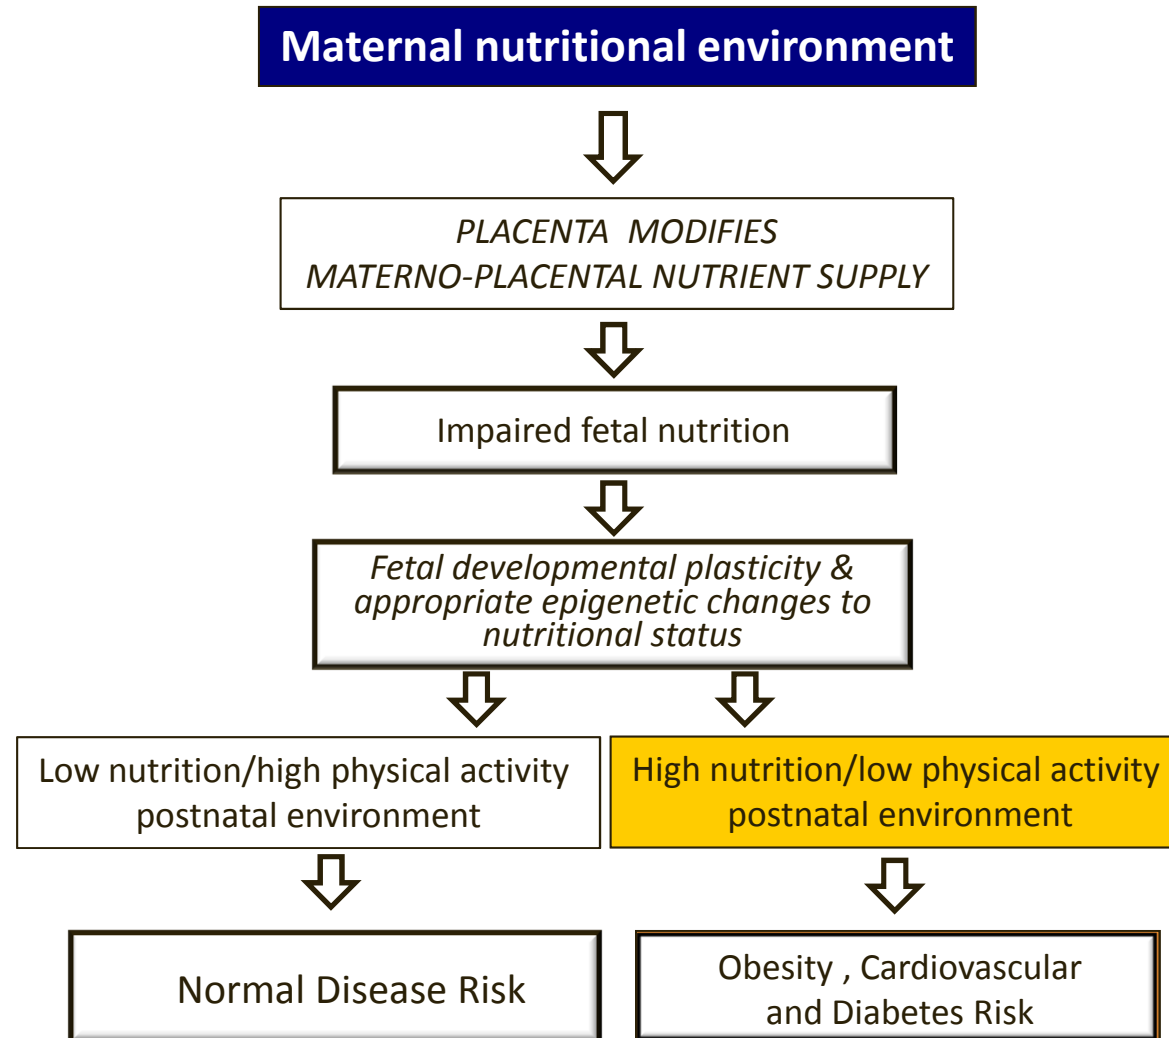 Maternal nutritional environment
PLACENTA MODIFIES
MATERNO-PLACENTAL NUTRIENT SUPPLY
Impaired fetal nutrition
Fetal developmental plasticity &
appropriate epigenetic changes to
nutritional status
Low nutrition/high physical activity
postnatal environment
High nutrition/low physical activity
postnatal environment
Normal Disease Risk
Obesity , Cardiovascular
and Diabetes Risk